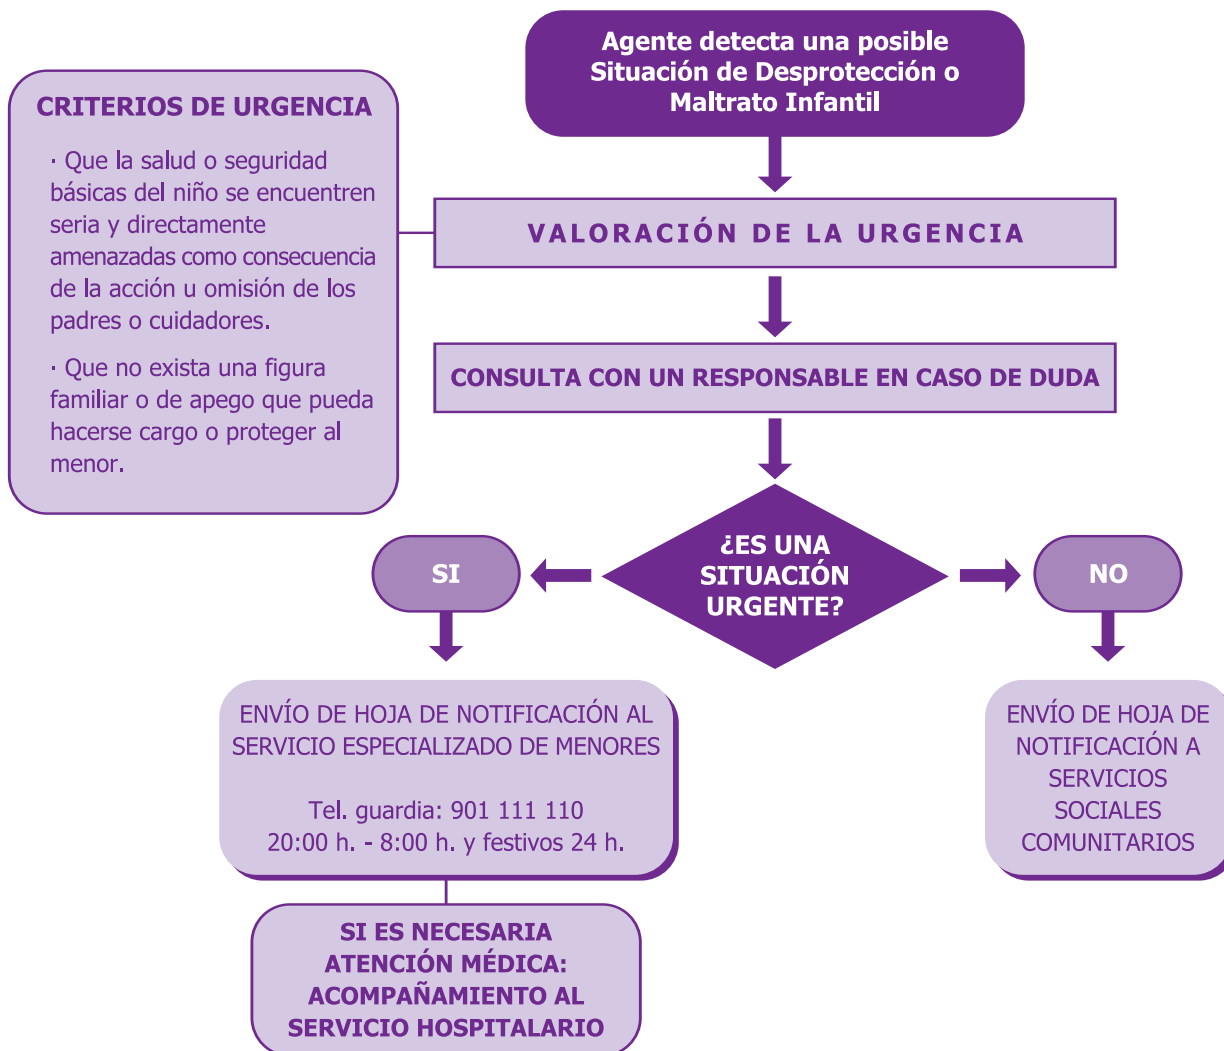 Agente detecta una posible
Situación de Desprotección o
Maltrato Infantil
CRITERIOS DE URGENCIA
· Que la salud o seguridad
básicas del niño se encuentren
seria y directamente
amenazadas como consecuencia
de la acción u omisión de los
padres o cuidadores.
· Que no exista una figura
familiar o de apego que pueda
hacerse cargo o proteger al
menor.
VALORACIÓN DE LA URGENCIA
CONSULTA CON UN RESPONSABLE EN CASO DE DUDA
¿ES UNA
SITUACIÓN
URGENTE?
SI
NO
ENVÍO DE HOJA DE NOTIFICACIÓN AL
SERVICIO ESPECIALIZADO DE MENORES
Tel. guardia: 901 111 110
20:00 h. - 8:00 h. y festivos 24 h.
ENVÍO DE HOJA DE
NOTIFICACIÓN A
SERVICIOS
SOCIALES
COMUNITARIOS
SI ES NECESARIA
ATENCIÓN MÉDICA:
ACOMPAÑAMIENTO AL
SERVICIO HOSPITALARIO